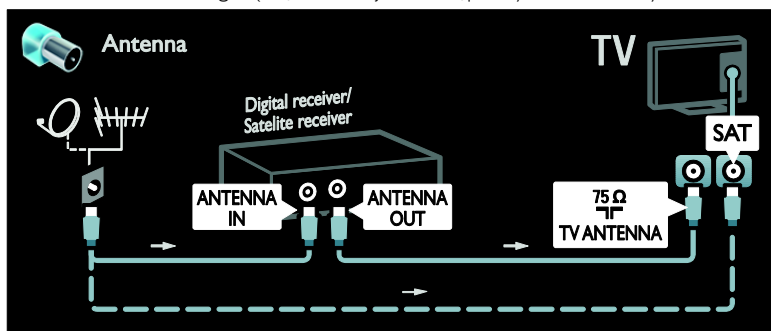 Antenna
TV
Digital receiver/
Satelite receiver
SAT
ANTENNA
IN
ANTENNA
OUT
75 Ω
TV ANTENNA